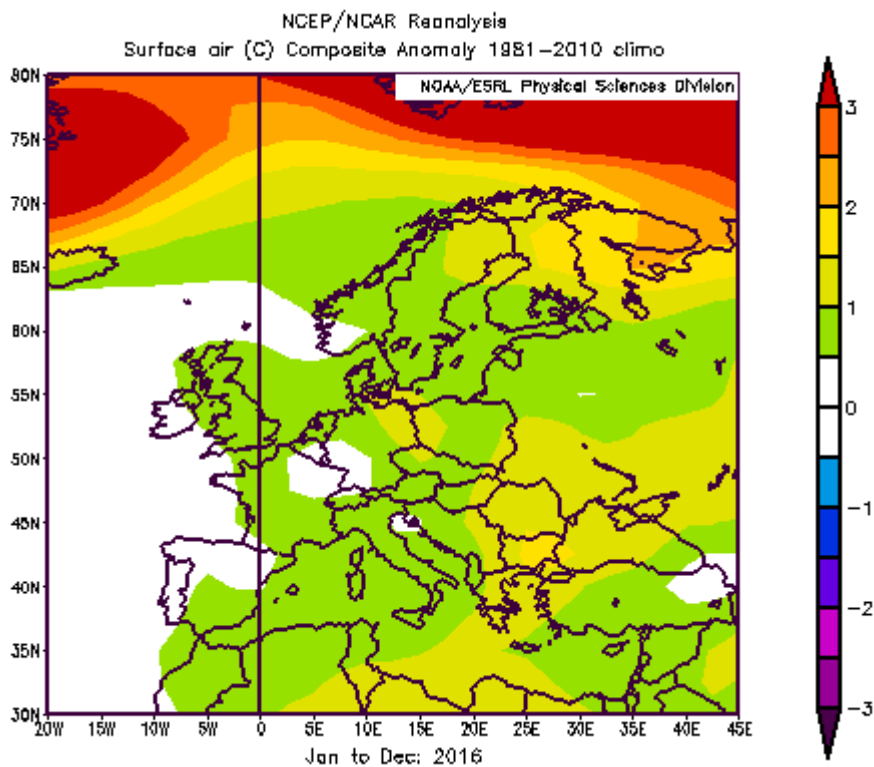 NCEP/NCAR Reanalysis
Surface air (C) Composite Anomaly 1981-2010 climo
NOAA/ESRL Physical Sciences Division
80N
75N
70N
65N
60N
55N
50N
45N
40N
35N
30N
20W 15W 10W 5W 0 5E 10E 15E 20E 25E 30E 35E 40E 45E
Jan to Dec: 2016
3
2
1
0
-1
-2
-3